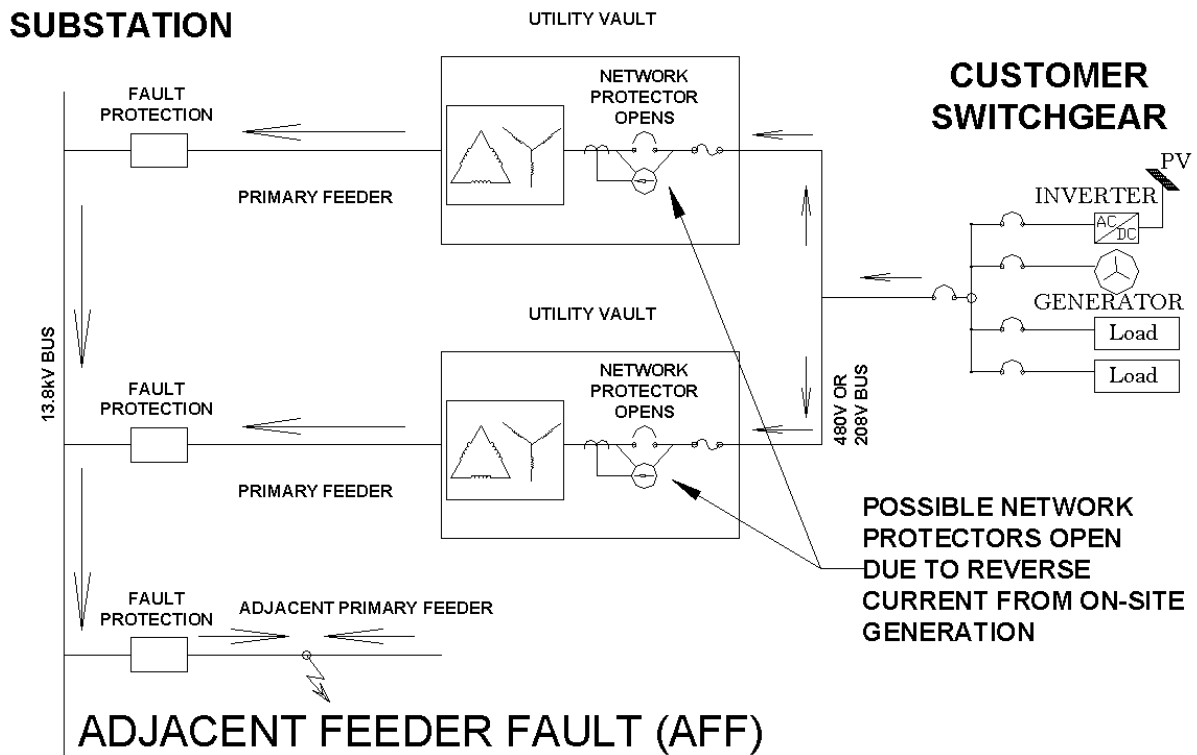 SUBSTATION
UTILITY VAULT
FAULT
PROTECTION
NETWORK
PROTECTOR
OPENS
CUSTOMER
SWITCHGEAR
PRIMARY FEEDER
PV
INVERTER
AC
DC
GENERATOR
Load
Load
UTILITY VAULT
13.8kV BUS
FAULT
PROTECTION
NETWORK
PROTECTOR
OPENS
480V OR
208V BUS
PRIMARY FEEDER
POSSIBLE NETWORK
PROTECTORS OPEN
DUE TO REVERSE
CURRENT FROM ON-SITE
GENERATION
FAULT
PROTECTION
ADJACENT PRIMARY FEEDER
ADJACENT FEEDER FAULT (AFF)